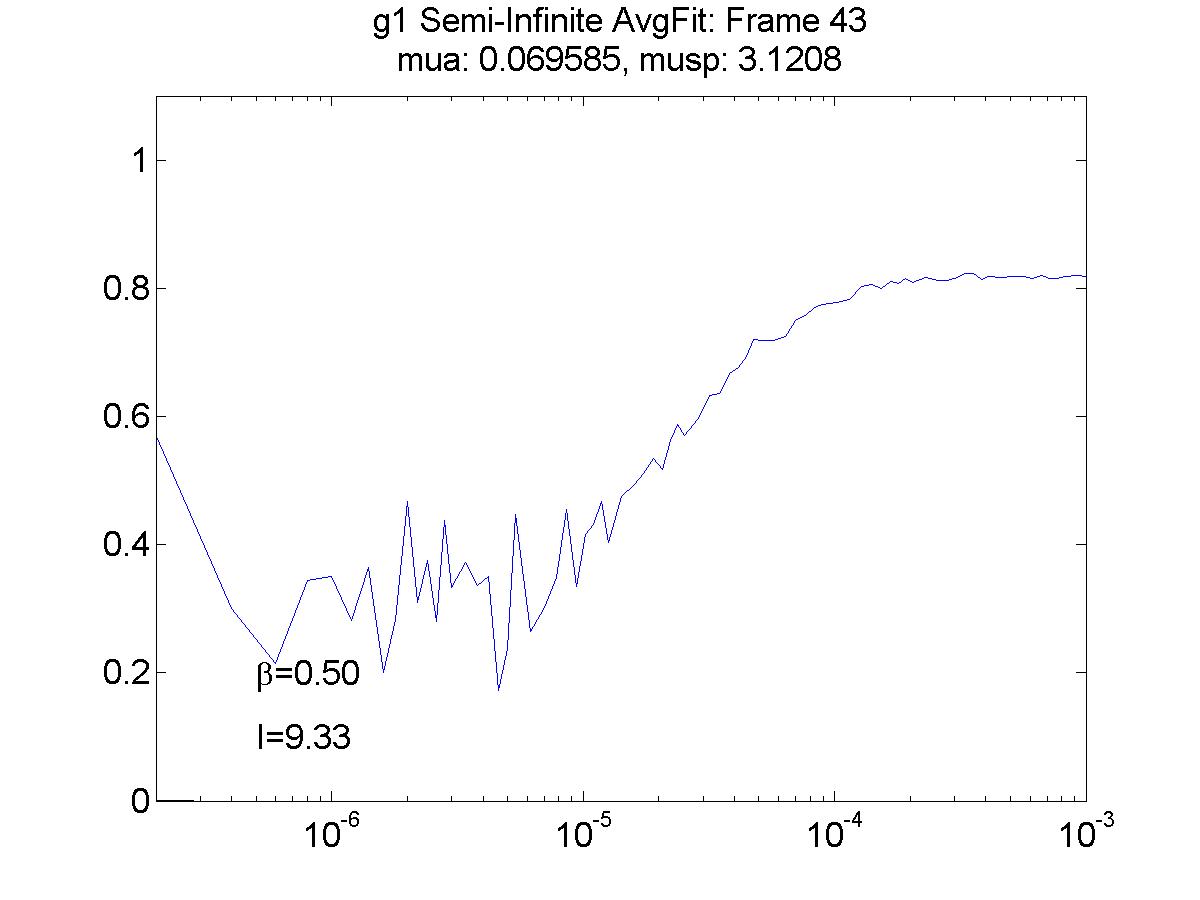 g1 Semi-Infinite AvgFit: Frame 43
mua: 0.069585, musp: 3.1208
1
0.8
0.6
0.4
0.2
0
β=0.50
I=9.33
10^-6
10^-5
10^-4
10^-3